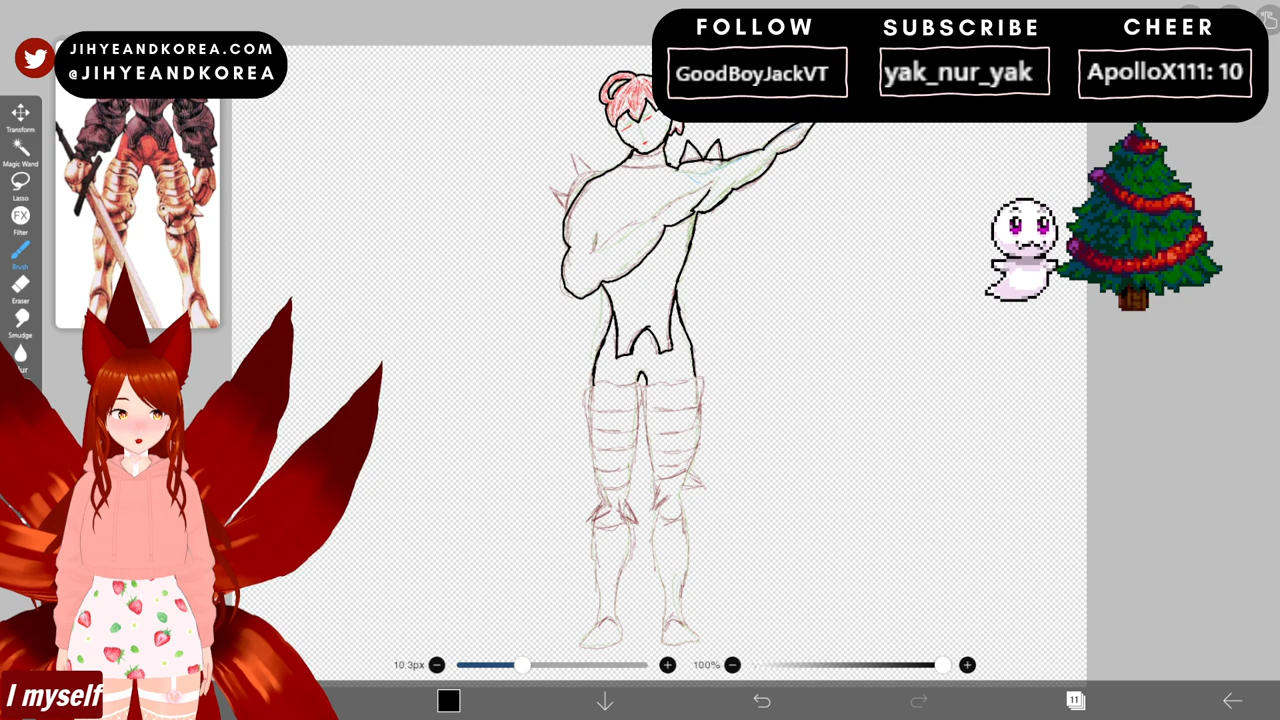 JIHYEANDKOREA.COM
@JIHYEANDKOREA
FOLLOW
SUBSCRIBE
CHEER
GoodBoyJackVT
yak_nur_yak
ApolloX111: 10
Transform
Magic Wand
Lasso
FX
Filter
Brush
Eraser
Smudge
10.3px
100%
11
I myself